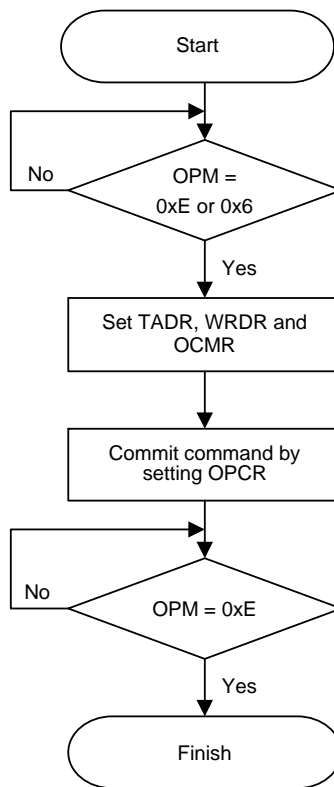 Start
No
OPM =
0xE or 0x6
Yes
Set TADR, WRDR and
OCMR
Commit command by
setting OPCR
No
OPM = 0xE
Yes
Finish